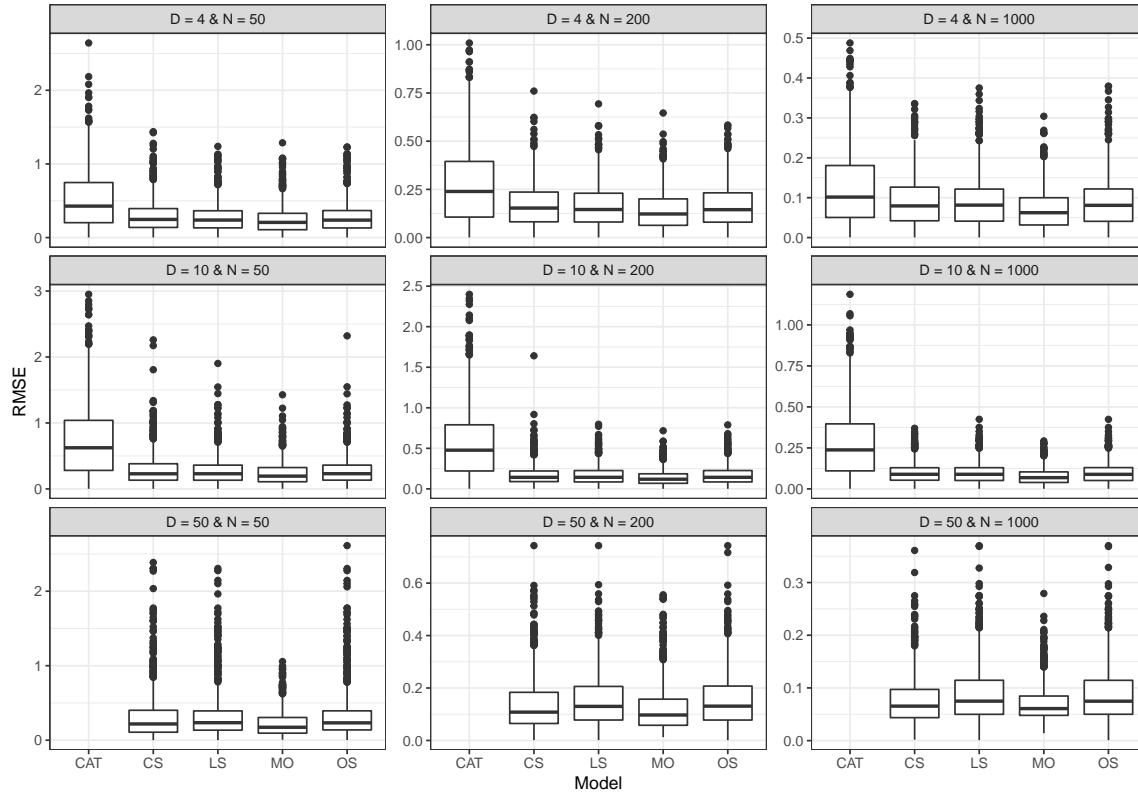 D = 4 & N = 50
D = 4 & N = 200
D = 4 & N = 1000
2
1
0
1.00
0.75
0.50
0.25
0.00
0.5
0.4
0.3
0.2
0.1
0.0
D = 10 & N = 50
D = 10 & N = 200
D = 10 & N = 1000
3
2
1
0
2.5
2.0
1.5
1.0
0.5
0.0
1.00
0.75
0.50
0.25
0.00
RMSE
D = 50 & N = 50
D = 50 & N = 200
D = 50 & N = 1000
2
1
0
0.6
0.4
0.2
0.0
0.3
0.2
0.1
0.0
CAT CS LS MO OS
CAT CS LS MO OS
CAT CS LS MO OS
Model